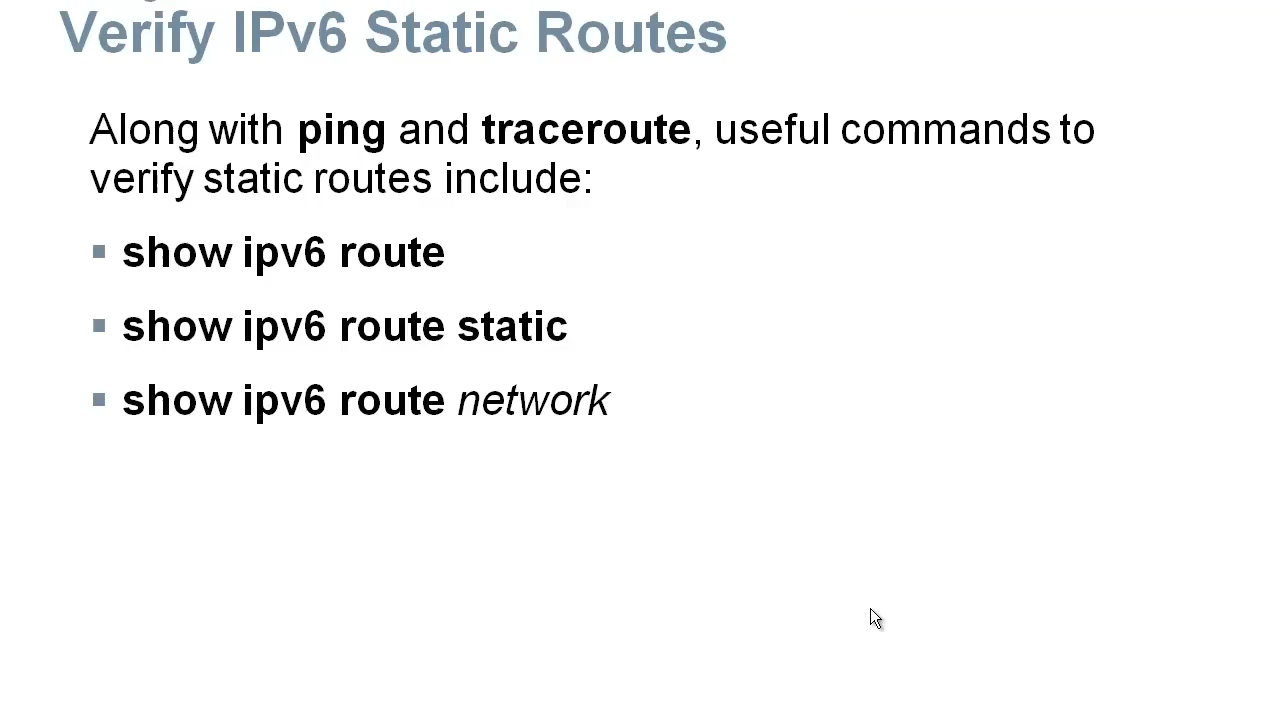 Verify IPv6 Static Routes
Along with ping and traceroute, useful commands to
verify static routes include:
▪ show ipv6 route
▪ show ipv6 route static
▪ show ipv6 route network